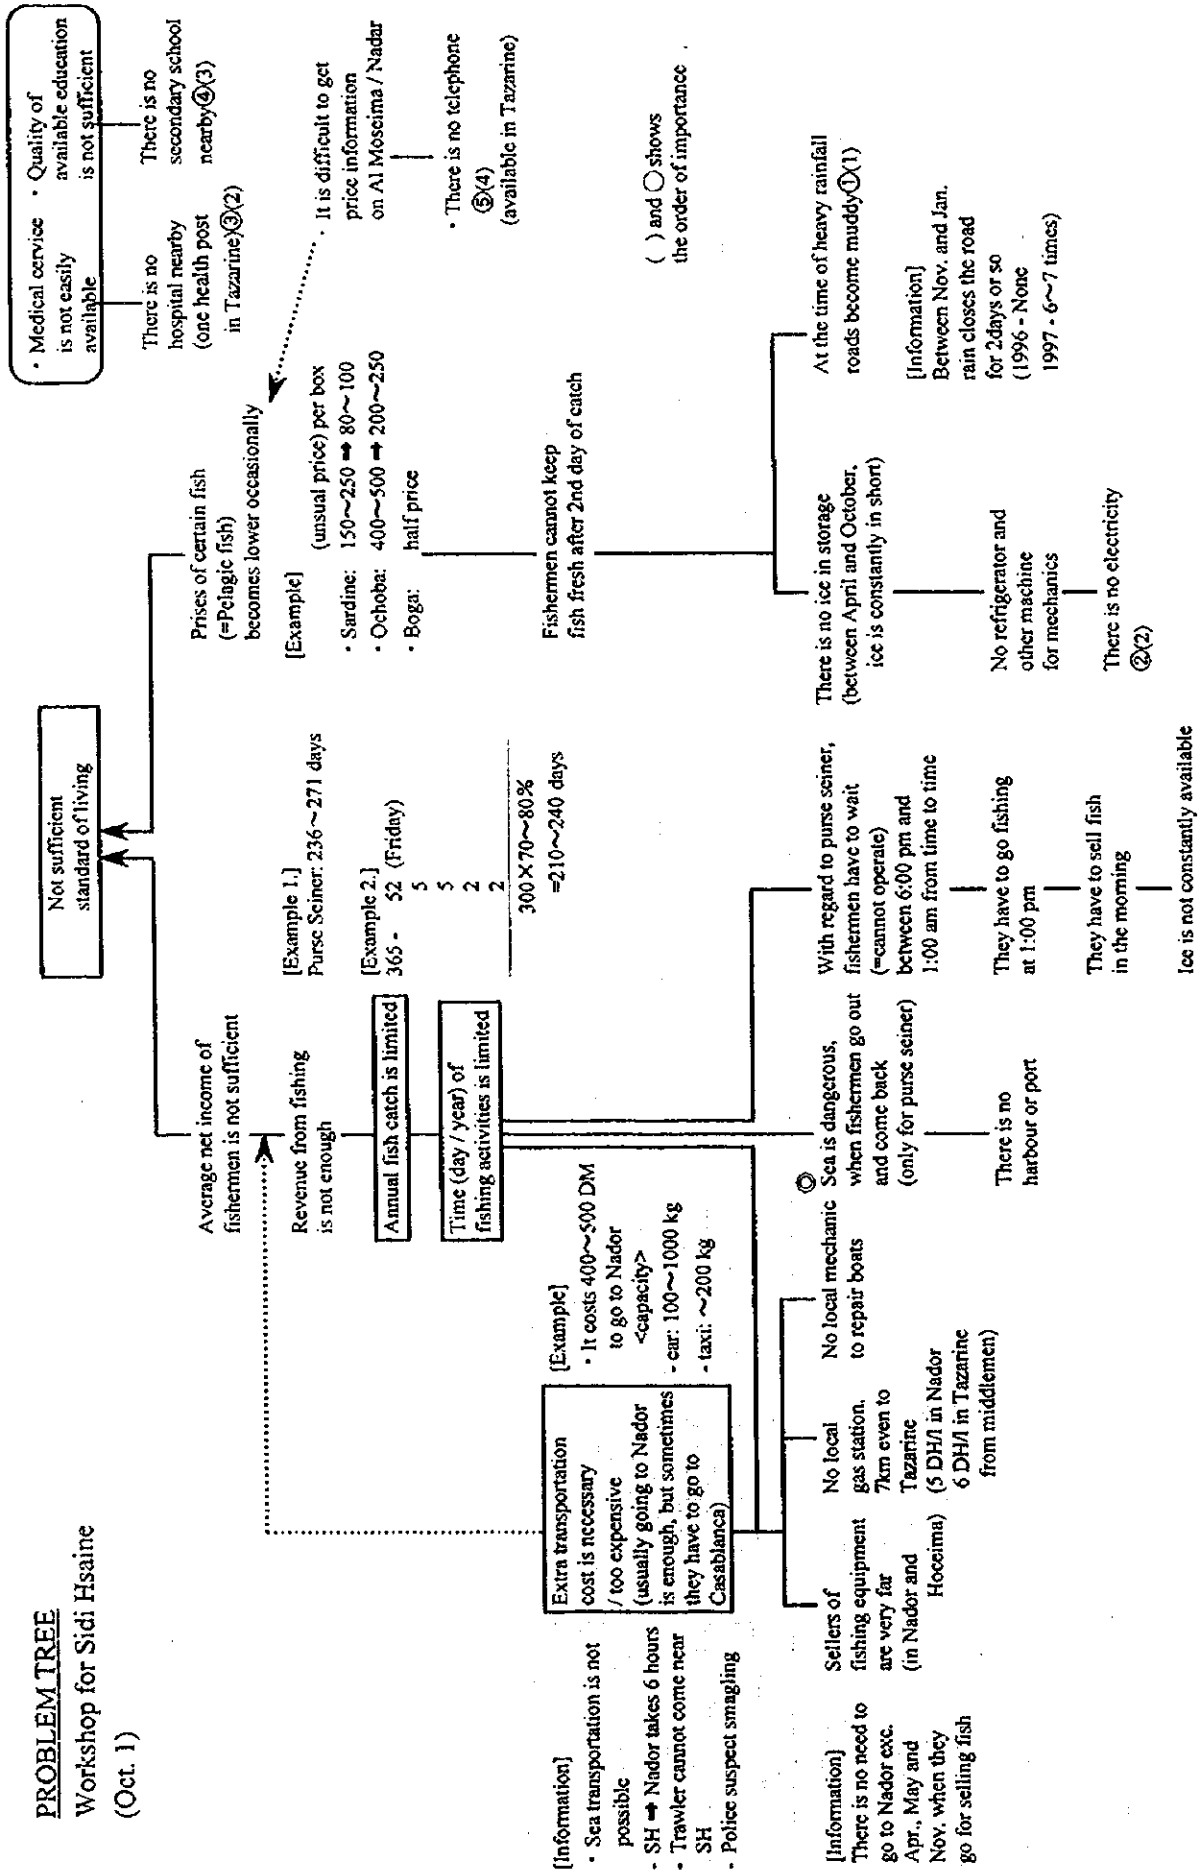 PROBLEM TREE
Workshop for Sidi Hsaine
(Oct. 1)
Not sufficient
standard of living
・Medical cervice
is not easily
available
・Quality of
available education
is not sufficient
There is no
hospital nearby
(one health post
in Tazarine)③(2)
There is no
secondary school
nearby④(3)
Average net income of
fishermen is not sufficient
Revenue from fishing
is not enough
Annual fish catch is limited
Time (day / year) of
fishing activities is limited
[Example 1.]
Purse Seiner: 236~271 days
[Example 2.]
365 - 52 (Friday)
5
5
2
2
300×70~80%
=210~240 days
Prises of certain fish
(=Pelagic fish)
becomes lower occasionally
[Example]
(unusual price) per box
・Sardine: 150~250 ➡ 80~100
・Ochoba: 400~500 ➡ 200~250
・Boga: half price
・It is difficult to get
price information
on Al Moseima / Nadar
・There is no telephone
⑤(4)
(available in Tazarine)
Fishermen cannot keep
fish fresh after 2nd day of catch
( ) and ○ shows
the order of importance
[Information]
・Sea transportation is not
possible
- SH ➡ Nador takes 6 hours
・Trawler cannot come near
SH
- Police suspect smagling
Extra transportation
cost is necessary
/ too expensive
(usually going to Nador
is enough, but sometimes
they have to go to
Casablanca)
[Example]
・It costs 400~500 DM
to go to Nador
<capacity>
- car: 100~1000 kg
- taxi: ~200 kg
[Information]
There is no need to
go to Nador exc.
Apr., May and
Nov. when they
go for selling fish
Sellers of
fishing equipment
are very far
(in Nador and
Hoceima)
No local
gas station.
7km even to
Tazarine
(5 DH/l in Nador
6 DH/l in Tazarine
from middlemen)
No local mechanic
to repair boats
◎ Sea is dangerous,
when fishermen go out
and come back
(only for purse seiner)
There is no
harbour or port
With regard to purse seiner,
fishermen have to wait
(=cannot operate)
between 6:00 pm and
1:00 am from time to time
They have to go fishing
at 1:00 pm
They have to sell fish
in the morning
Ice is not constantly available
There is no ice in storage
(between April and October,
ice is constantly in short)
No refrigerator and
other machine
for mechanics
There is no electricity
②(2)
At the time of heavy rainfall
roads become muddy①(1)
[Information]
Between Nov. and Jan.
rain closes the road
for 2days or so
(1996 - None
1997 - 6~7 times)